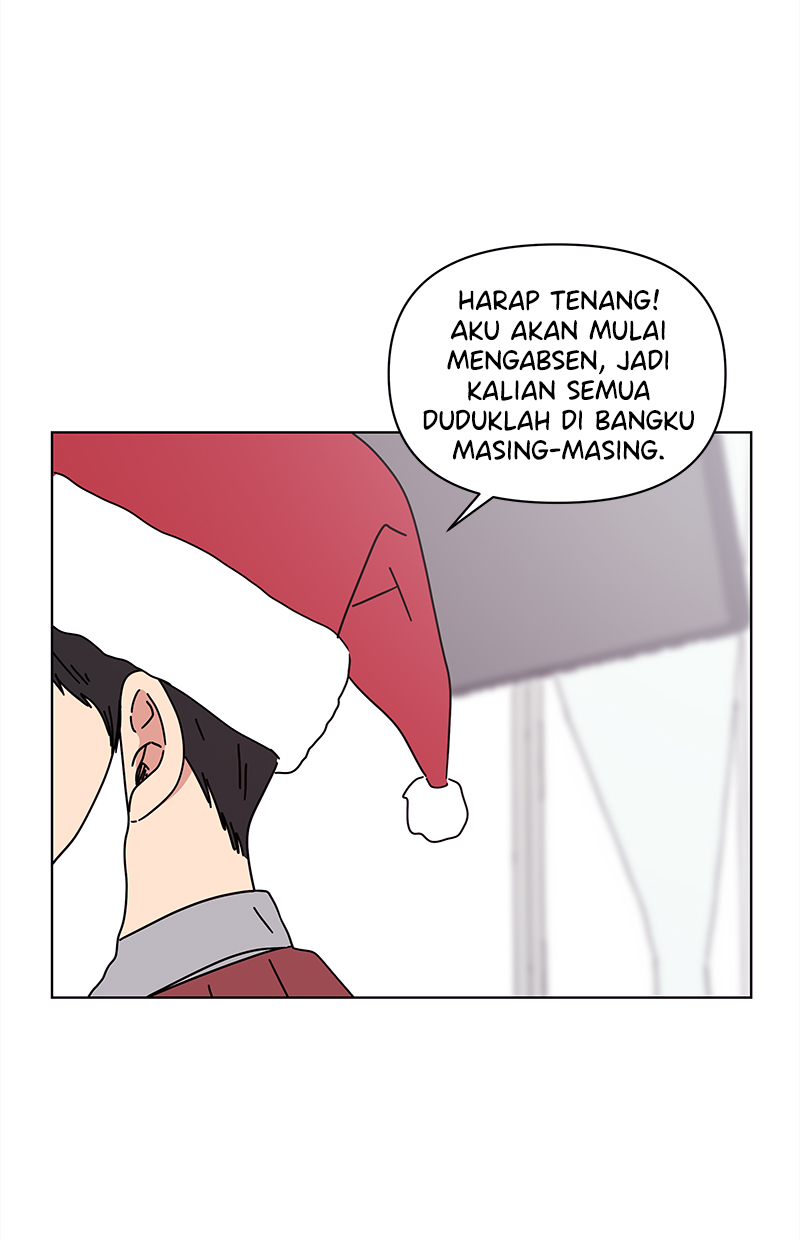 HARAP TENANG!
AKU AKAN MULAI
MENGABSEN, JADI
KALIAN SEMUA
DUDUKLAH DI BANGKU
MASING-MASING.